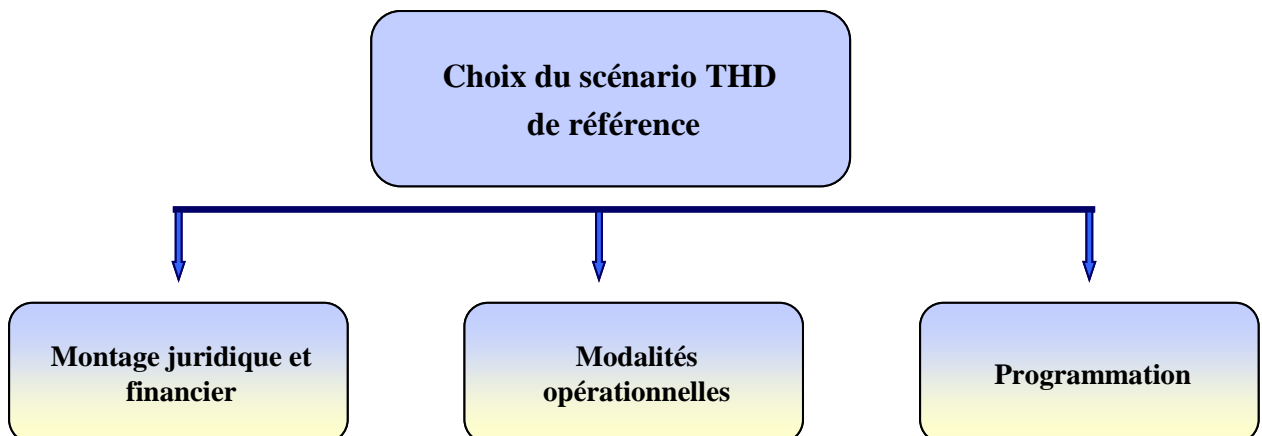 Choix du scénario THD
de référence
Montage juridique et
financier
Modalités
opérationnelles
Programmation